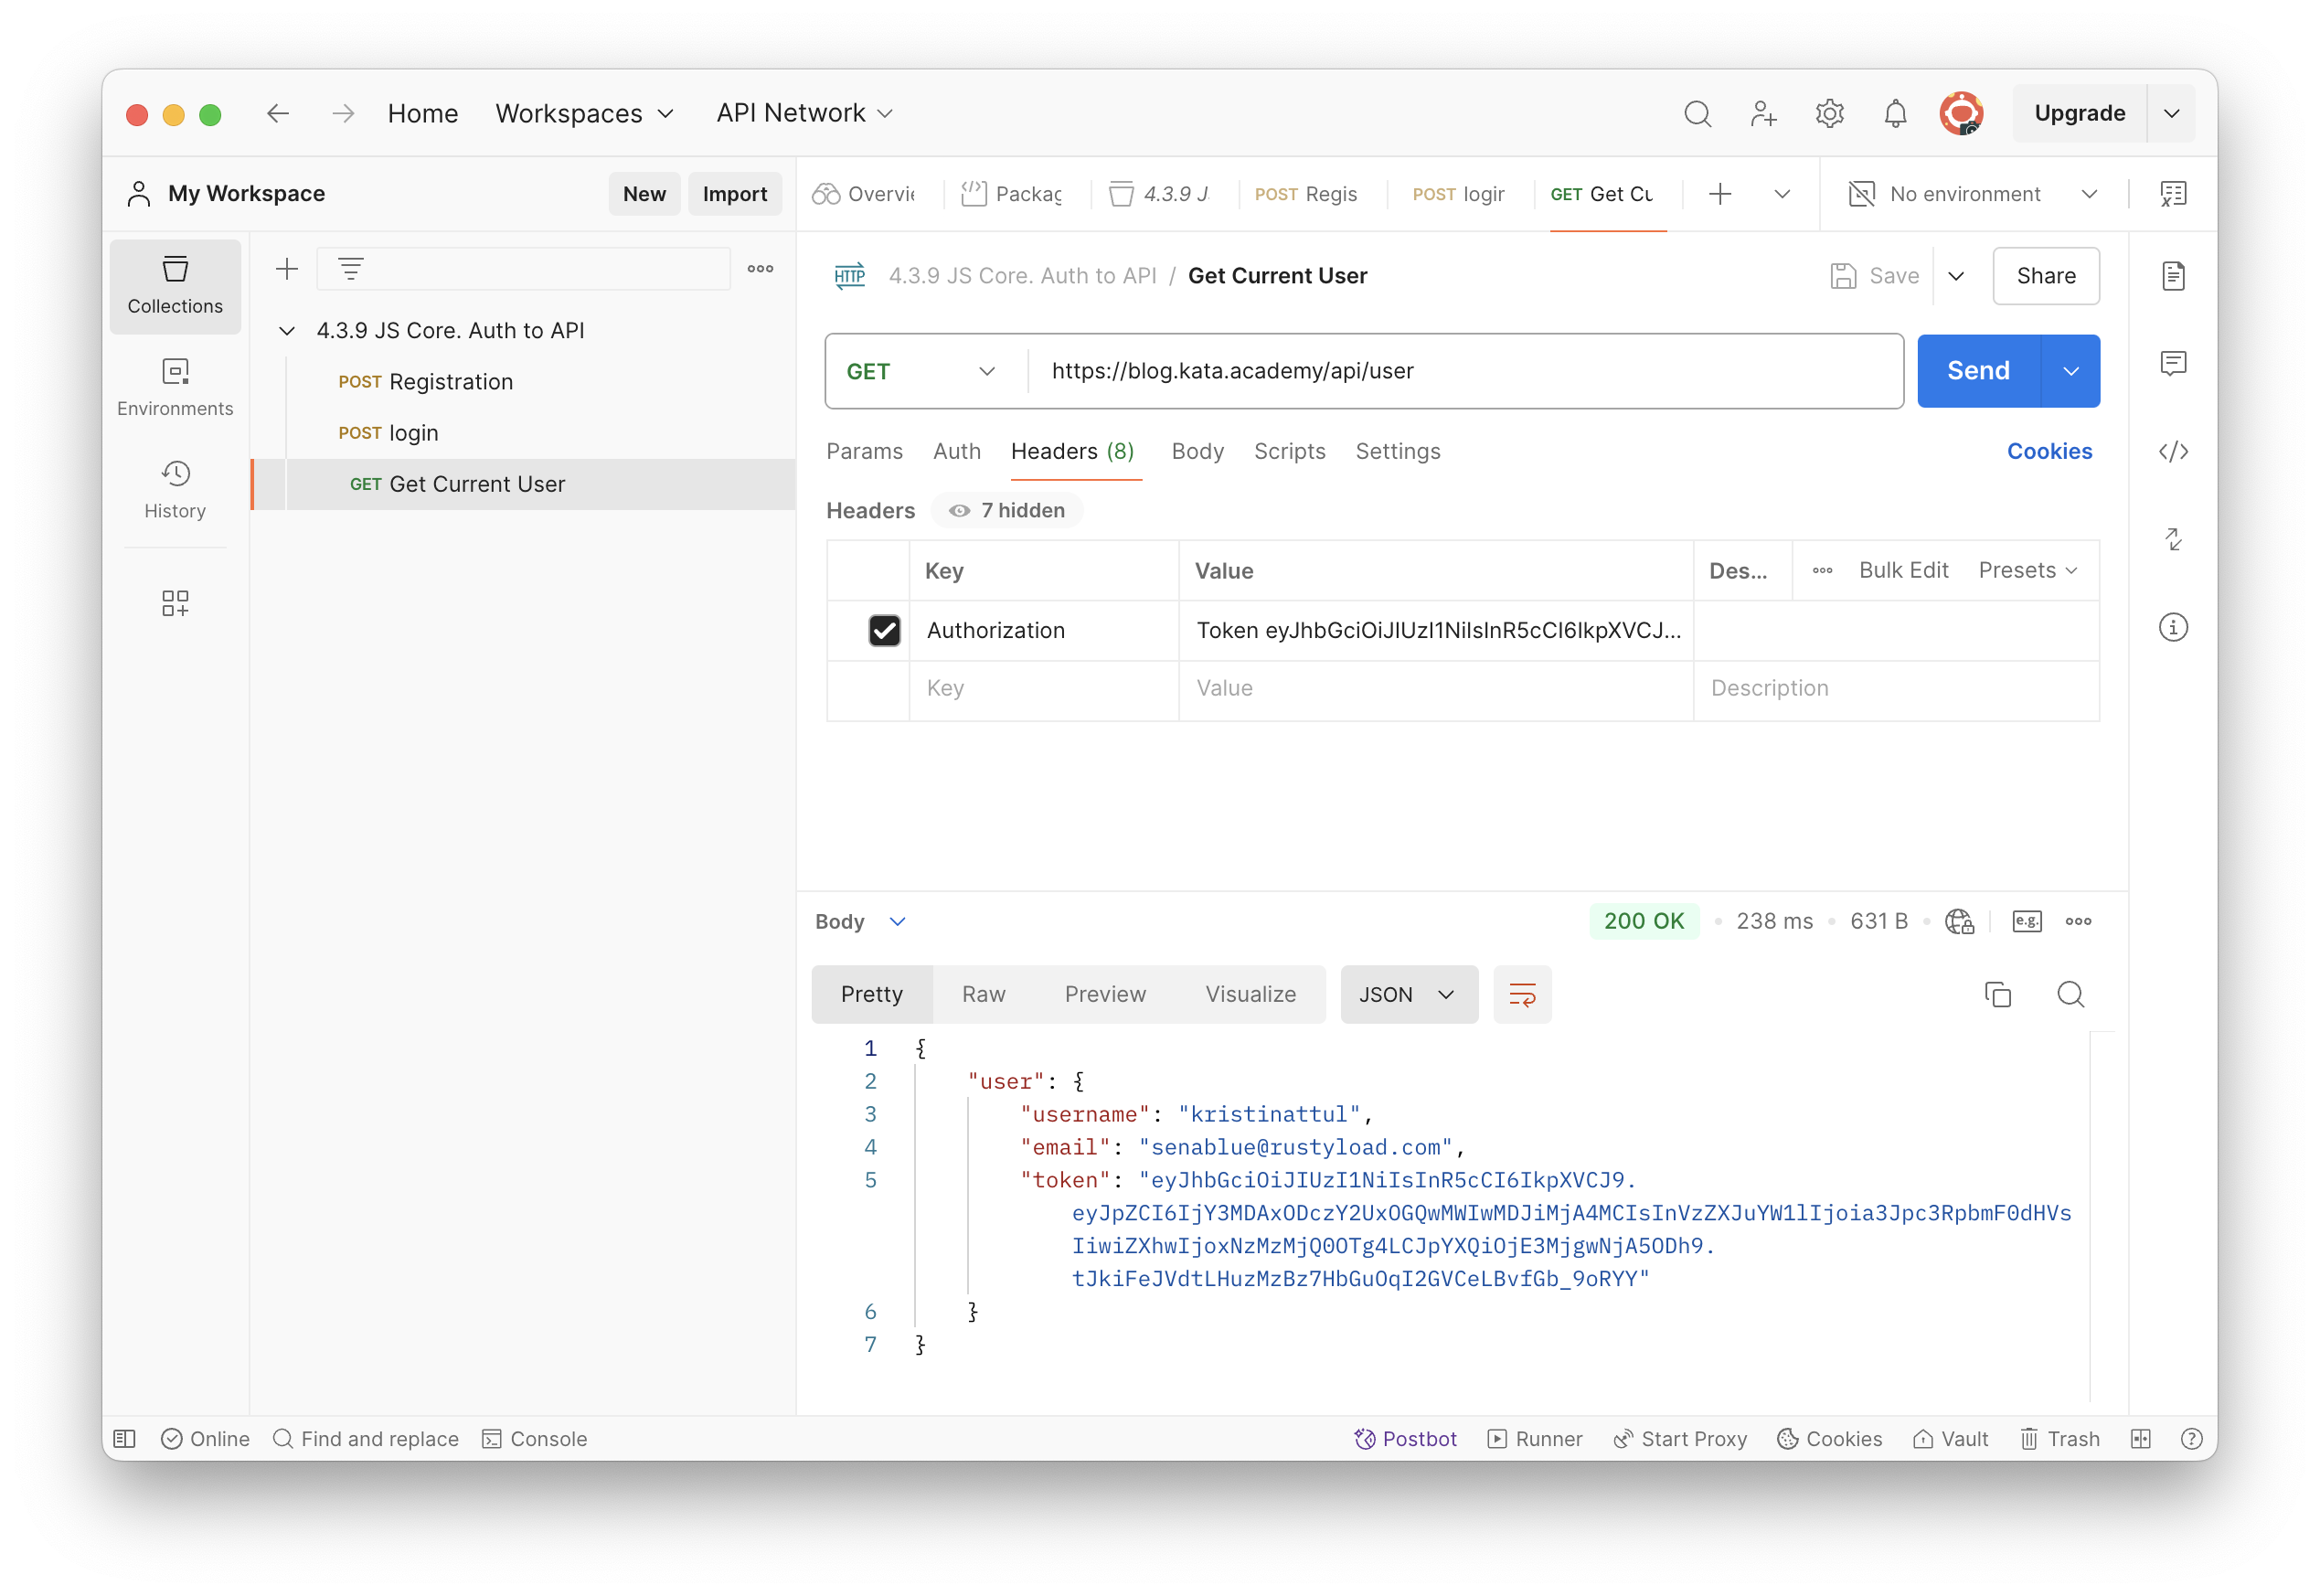 Home Workspaces API Network Upgrade
My Workspace New Import
Overvie Packag 4.3.9 J. POST Regis POST login GET Get Cu No environment
Collections
Environments
History
4.3.9 JS Core. Auth to API
POST Registration
POST login
GET Get Current User
HTTP 4.3.9 JS Core. Auth to API / Get Current User Save Share
GET https://blog.kata.academy/api/user Send
Params Auth Headers (8) Body Scripts Settings Cookies
Headers 7 hidden
Key Value Des... Bulk Edit Presets
Authorization Token eyJhbGciOiJIUzI1NiIsInR5cCI6IkpXVCJ...
Key Value Description
Body 200 OK • 238 ms • 631 B • e.g.
Pretty Raw Preview Visualize JSON
1 {
2 "user": {
3 "username": "kristinattul",
4 "email": "senablue@rustyload.com",
5 "token": "eyJhbGciOiJIUzI1NiIsInR5cCI6IkpXVCJ9.
eyJpZCI6IjY3MDAxODczY2UxOGQwMWIwMDJiMjA4MCIsInVzZXJuYW1lIjoia3Jpc3RpbmF0dHVs
IiwiZXhwIjoxNzMzMjQ0OTg4LCJpYXQiOjE3MjgwNjA5ODh9.
tJkiFeJVdtLHuzMzBz7HbGuOqI2GVCeLBvfGb_9oRYY"
6 }
7 }
Online Find and replace Console Postbot Runner Start Proxy Cookies Vault Trash